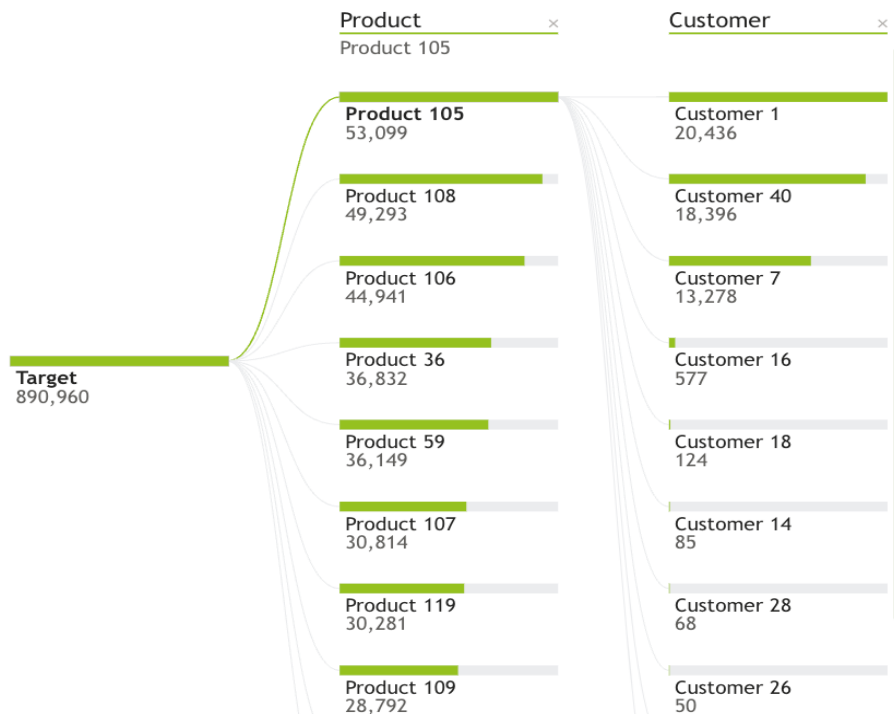 Product ×
Product 105
Customer ×
Target
890,960
Product 105
53,099
Product 108
49,293
Product 106
44,941
Product 36
36,832
Product 59
36,149
Product 107
30,814
Product 119
30,281
Product 109
28,792
Customer 1
20,436
Customer 40
18,396
Customer 7
13,278
Customer 16
577
Customer 18
124
Customer 14
85
Customer 28
68
Customer 26
50